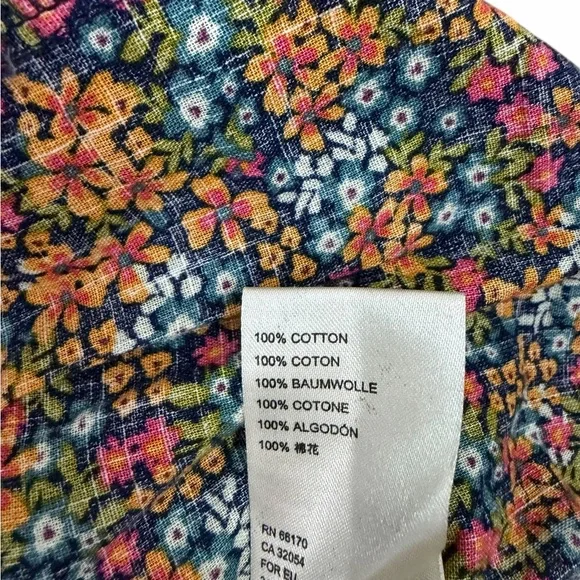 100% COTTON
100% COTON
100% BAUMWOLLE
100% COTONE
100% ALGODÓN
100% 棉花
RN 66170
CA 32054
FOR EU